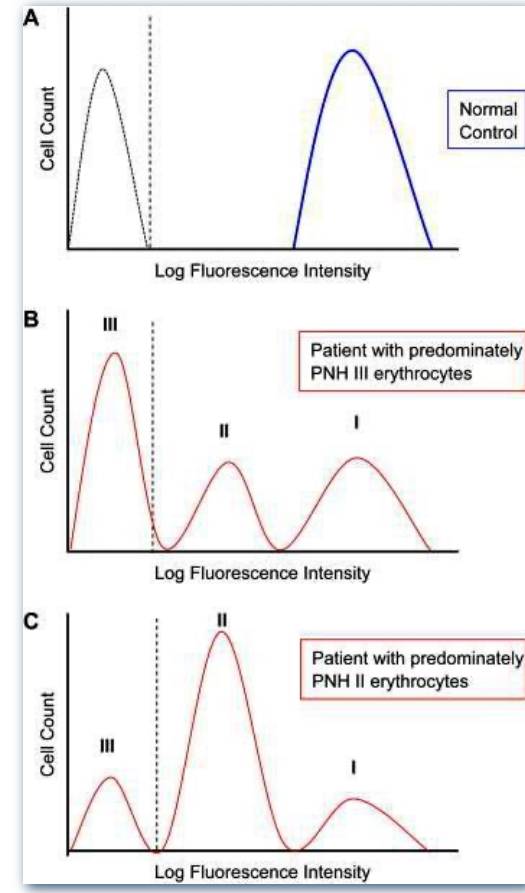 A
Cell Count
Normal
Control
Log Fluorescence Intensity
B
III
II
I
Patient with predominately
PNH III erythrocytes
Cell Count
Log Fluorescence Intensity
C
III
II
I
Patient with predominately
PNH II erythrocytes
Cell Count
Log Fluorescence Intensity